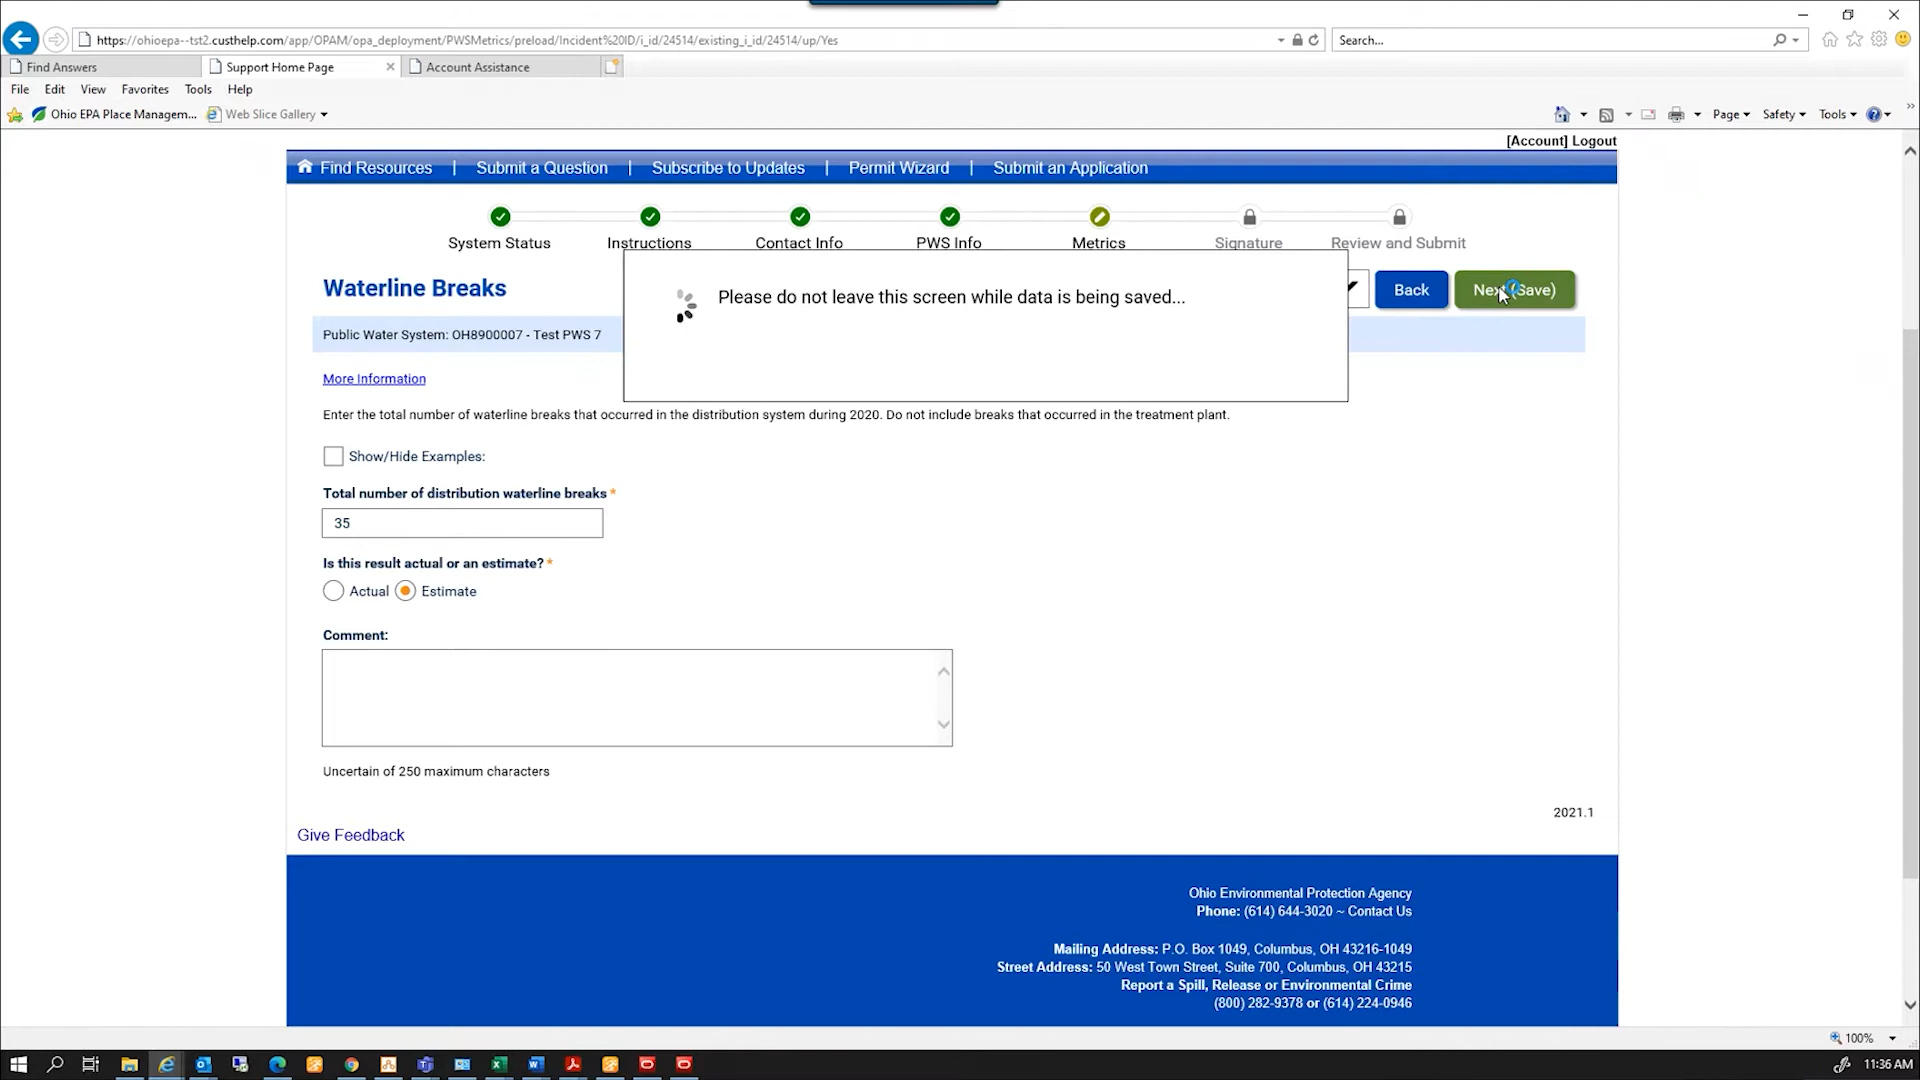 https://ohioepa--tst2.custhelp.com/app/OPAM/opa_deployment/PWSMetrics/preload/Incident%20ID/i_id/24514/existing_i_id/24514/up/Yes
Search...
Find Answers
Support Home Page
Account Assistance
File Edit View Favorites Tools Help
Ohio EPA Place Managem...
Web Slice Gallery
Page
Safety
Tools
[Account] Logout
Find Resources | Submit a Question | Subscribe to Updates | Permit Wizard | Submit an Application
System Status
Instructions
Contact Info
PWS Info
Metrics
Signature
Review and Submit
Waterline Breaks
Please do not leave this screen while data is being saved...
Back
Next (Save)
Public Water System: OH8900007 - Test PWS 7
More Information
Enter the total number of waterline breaks that occurred in the distribution system during 2020. Do not include breaks that occurred in the treatment plant.
Show/Hide Examples:
Total number of distribution waterline breaks *
35
Is this result actual or an estimate? *
Actual
Estimate
Comment:
Uncertain of 250 maximum characters
2021.1
Give Feedback
Ohio Environmental Protection Agency
Phone: (614) 644-3020 ~ Contact Us
Mailing Address: P.O. Box 1049, Columbus, OH 43216-1049
Street Address: 50 West Town Street, Suite 700, Columbus, OH 43215
Report a Spill, Release or Environmental Crime
(800) 282-9378 or (614) 224-0946
100%
11:36 AM